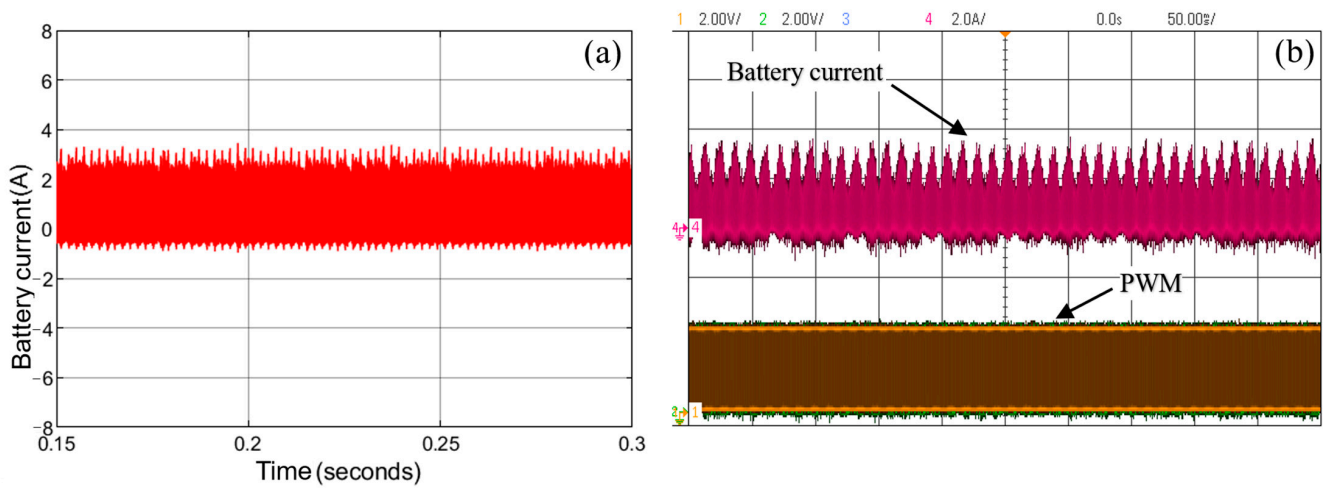 (a)
8
6
4
2
0
−2
−4
−6
−8
Battery current(A)
0.15 0.2 0.25 0.3
Time (seconds)
1 2.00V/ 2 2.00V/ 3 4 2.0A/ 0.0s 50.00ms/
(b)
Battery current
4 4
PWM
2 1